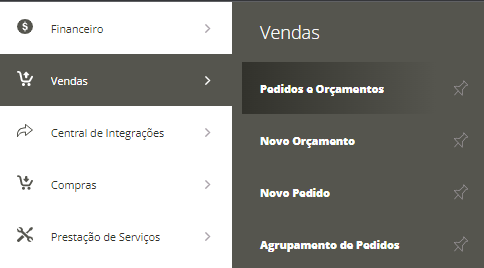 Financeiro
Vendas
Central de Integrações
Compras
Prestação de Serviços
Vendas
Pedidos e Orçamentos
Novo Orçamento
Novo Pedido
Agrupamento de Pedidos